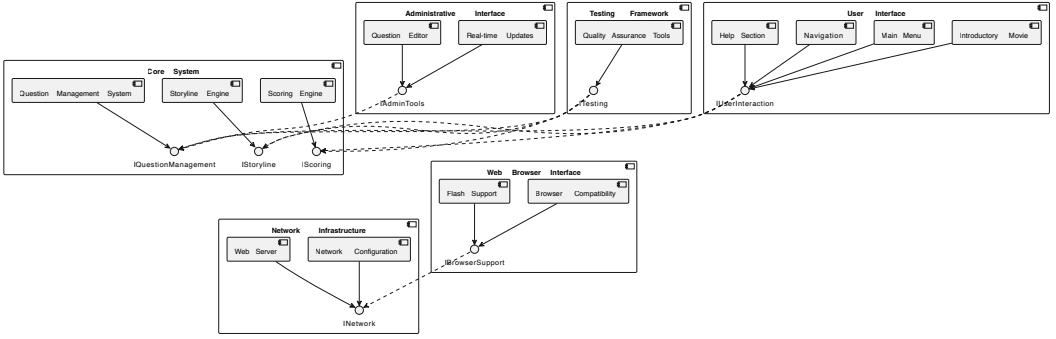 Administrative Interface
Question Editor
Real-time Updates
IAdminTools
Testing Framework
Quality Assurance Tools
ITesting
User Interface
Help Section
Navigation
Main Menu
Introductory Movie
IUserInteraction
Core System
Question Management System
Storyline Engine
Scoring Engine
IQuestionManagement
IStoryline
IScoring
Web Browser Interface
Flash Support
Browser Compatibility
IBrowserSupport
Network Infrastructure
Web Server
Network Configuration
INetwork